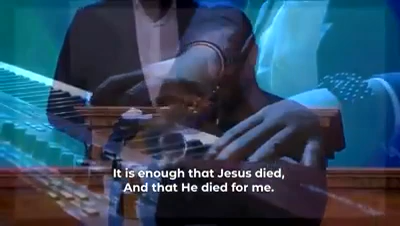 It is enough that Jesus died,
And that He died for me.